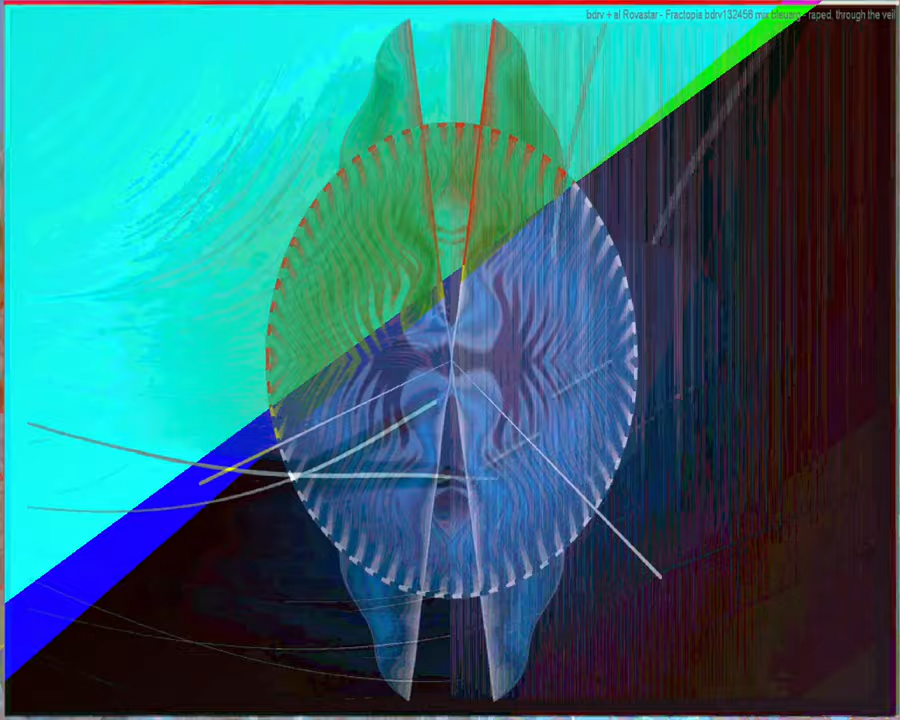 bdrv + al Rovastar - Fractopia bdrv132456 mix - raped, through the veil